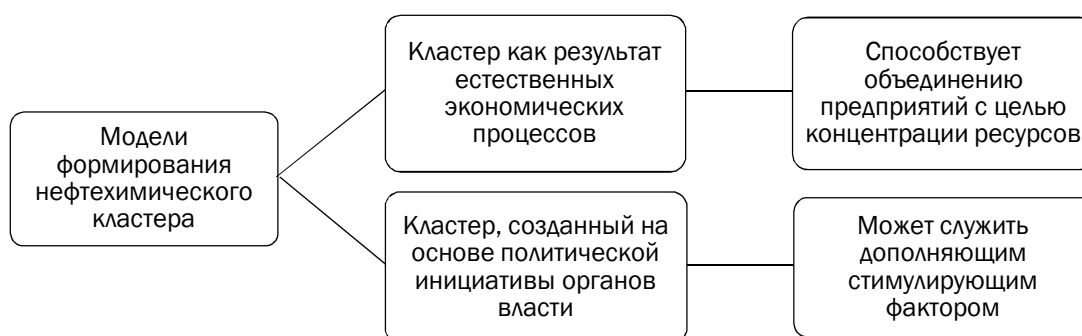 Модели
формирования
нефтехимического
кластера
Кластер как результат
естественных
экономических
процессов
Способствует
объединению
предприятий с целью
концентрации ресурсов
Кластер, созданный на
основе политической
инициативы органов
власти
Может служить
дополняющим
стимулирующим
фактором